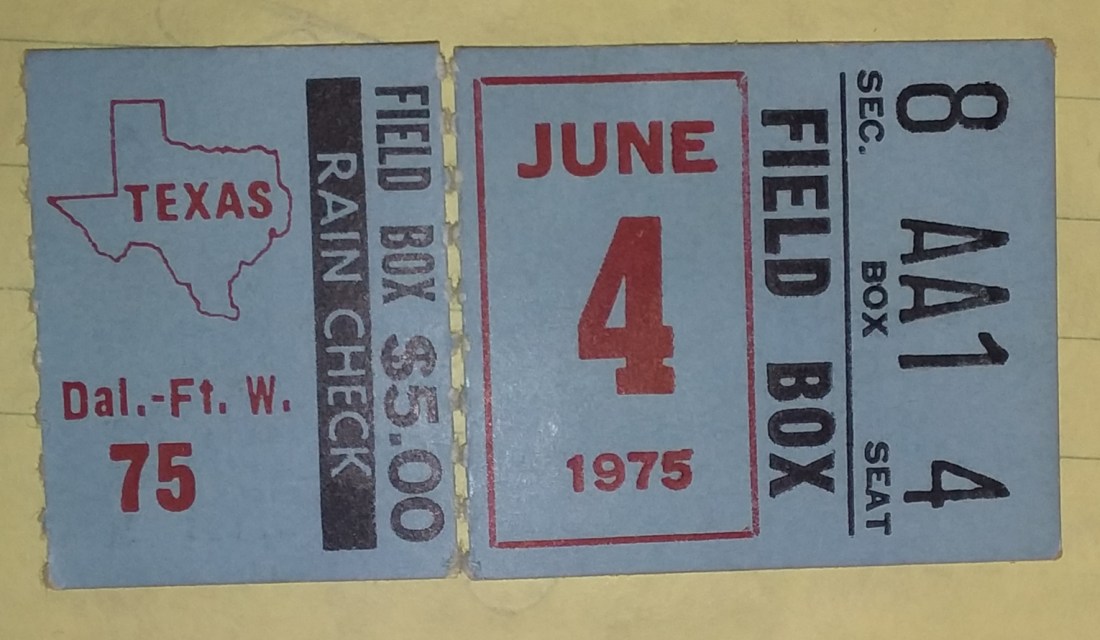 TEXAS
Dal.-Ft. W.
75
RAIN CHECK
FIELD BOX $5.00
JUNE
4
1975
FIELD BOX
SEC. BOX SEAT
8 AA1 4